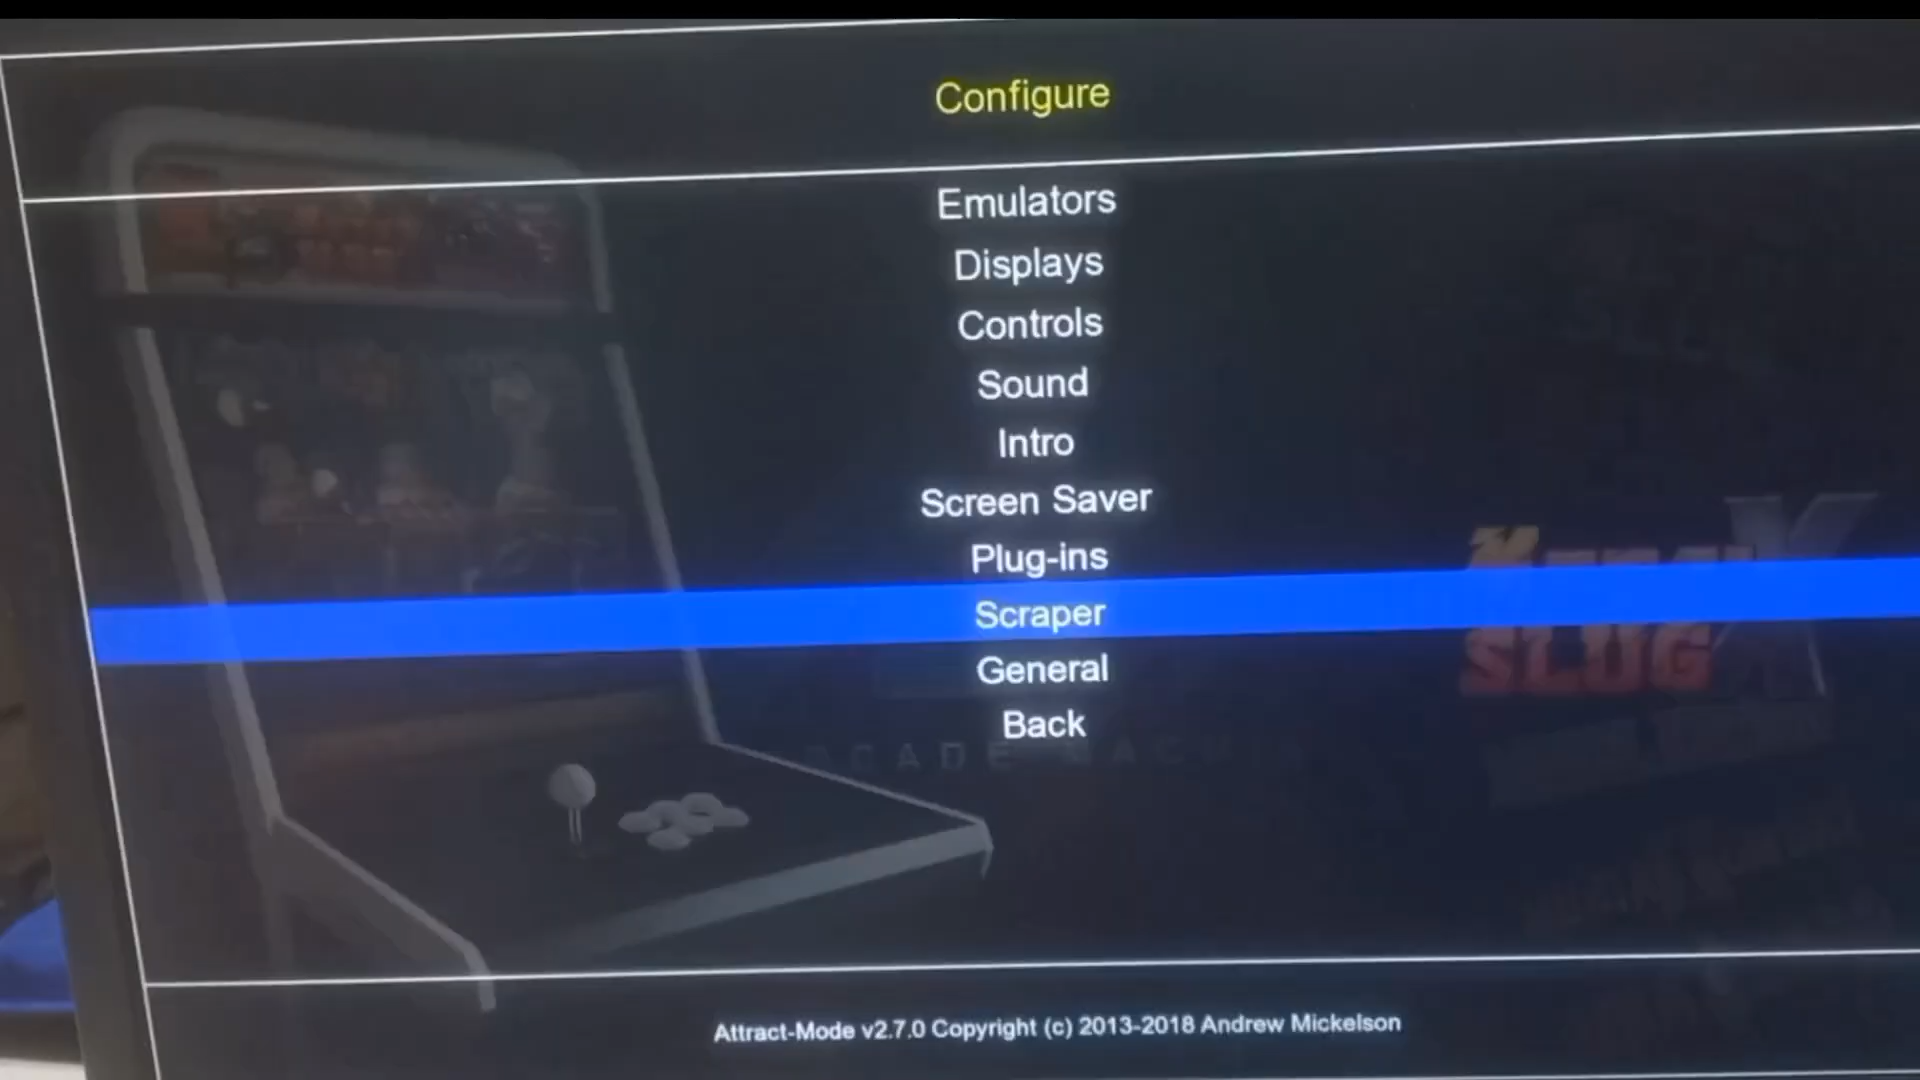 Configure
Emulators
Displays
Controls
Sound
Intro
Screen Saver
Plug-ins
Scraper
General
Back
SLUG X
Attract-Mode v2.7.0 Copyright (c) 2013-2018 Andrew Mickelson